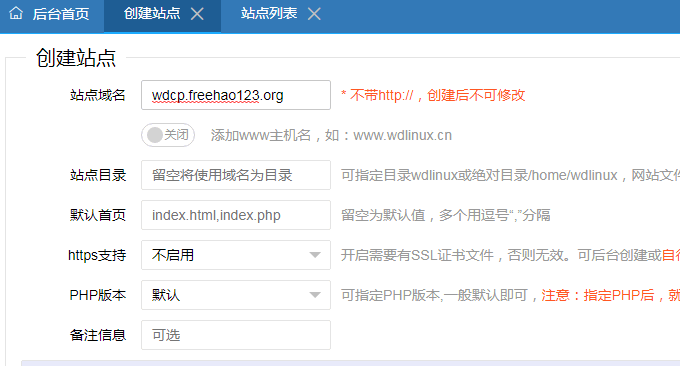 后台首页 创建站点 站点列表
创建站点
站点域名 wdcp.freehao123.org * 不带http://，创建后不可修改
关闭 添加www主机名，如：www.wdlinux.cn
站点目录 留空将使用域名为目录 可指定目录wdlinux或绝对目录/home/wdlinux，网站文件
默认首页 index.html,index.php 留空为默认值，多个用逗号“,”分隔
https支持 不启用 开启需要有SSL证书文件，否则无效。可后台创建或自行
PHP版本 默认 可指定PHP版本,一般默认即可，注意：指定PHP后，就
备注信息 可选